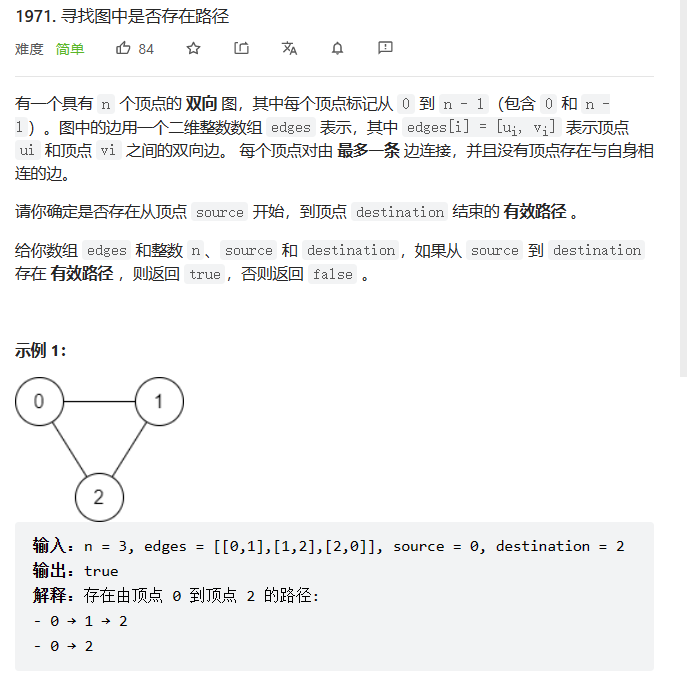 1971. 寻找图中是否存在路径
难度 简单 84
有一个具有 n 个顶点的 双向 图，其中每个顶点标记从 0 到 n - 1（包含 0 和 n -
1）。图中的边用一个二维整数数组 edges 表示，其中 edges[i] = [ui, vi] 表示顶点
ui 和顶点 vi 之间的双向边。 每个顶点对由 最多一条 边连接，并且没有顶点存在与自身相
连的边。
请你确定是否存在从顶点 source 开始，到顶点 destination 结束的 有效路径 。
给你数组 edges 和整数 n、source 和 destination，如果从 source 到 destination
存在 有效路径 ，则返回 true，否则返回 false 。
示例 1：
0
1
2
输入：n = 3, edges = [[0,1],[1,2],[2,0]], source = 0, destination = 2
输出：true
解释：存在由顶点 0 到顶点 2 的路径:
- 0 → 1 → 2
- 0 → 2